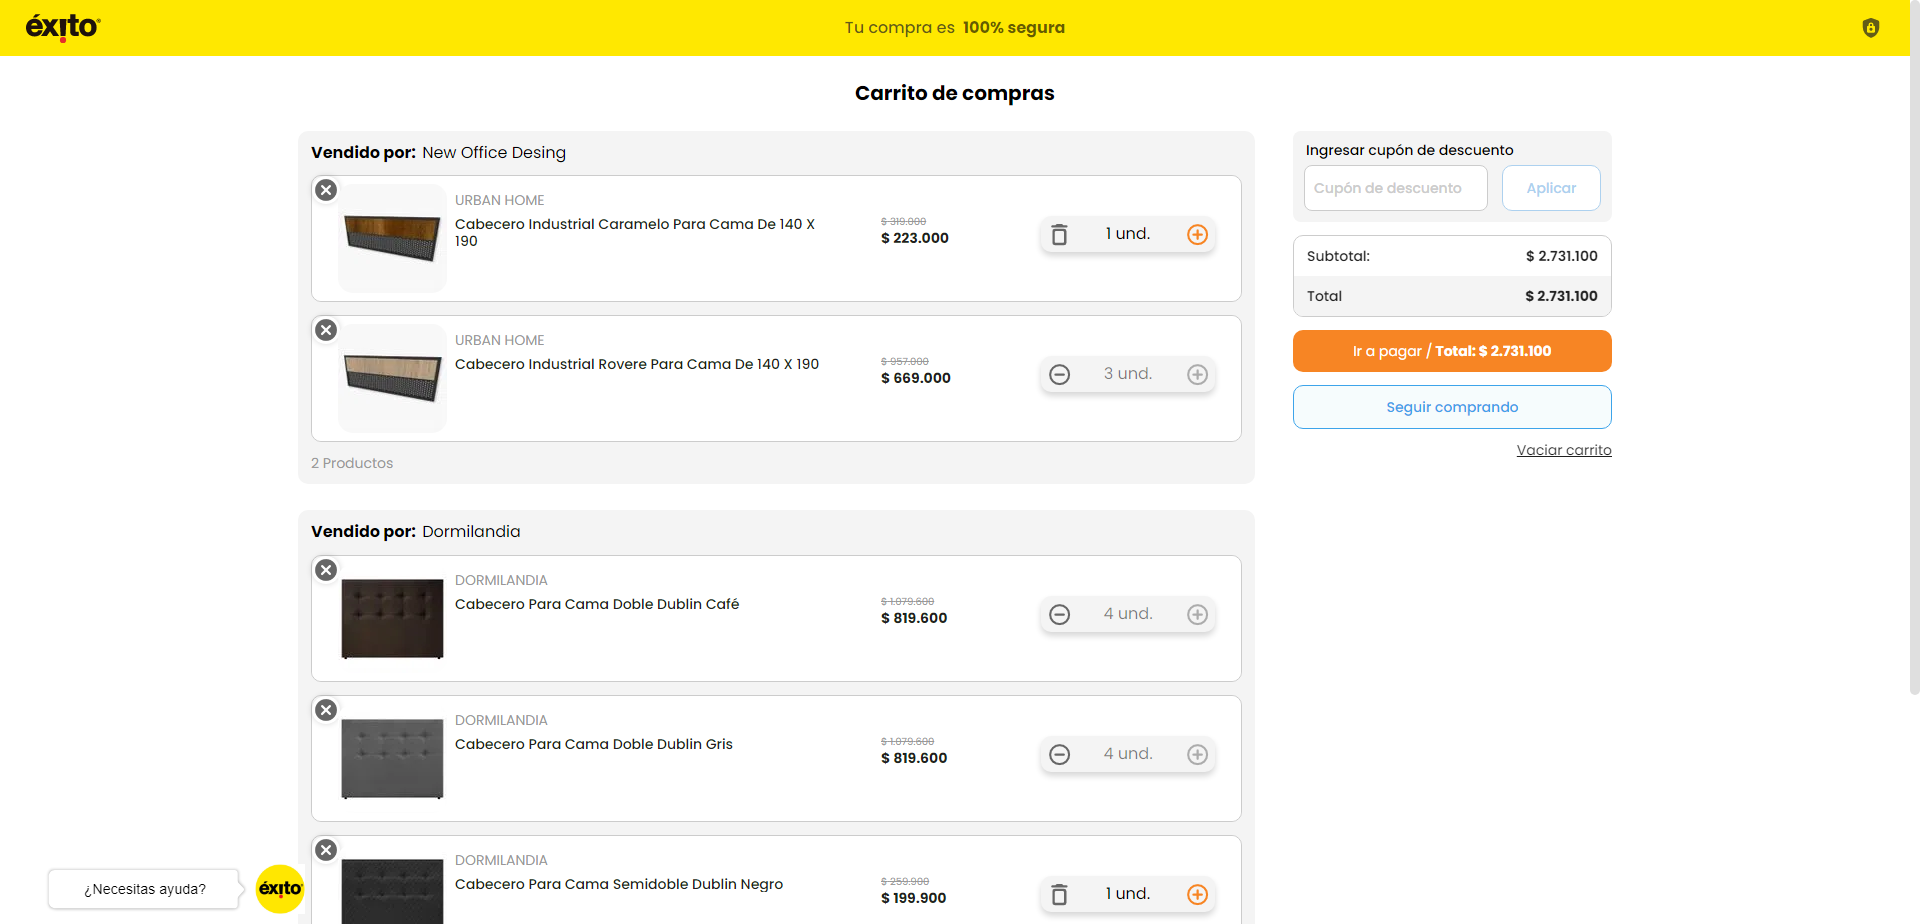 éxito
Tu compra es 100% segura
Carrito de compras
Vendido por: New Office Desing
URBAN HOME
Cabecero Industrial Caramelo Para Cama De 140 X
190
$ 319.000
$ 223.000
1 und.
URBAN HOME
Cabecero Industrial Rovere Para Cama De 140 X 190
$ 957.000
$ 669.000
3 und.
2 Productos
Vendido por: Dormilandia
DORMILANDIA
Cabecero Para Cama Doble Dublin Café
$ 1.079.600
$ 819.600
4 und.
DORMILANDIA
Cabecero Para Cama Doble Dublin Gris
$ 1.079.600
$ 819.600
4 und.
DORMILANDIA
Cabecero Para Cama Semidoble Dublin Negro
$ 259.900
$ 199.900
1 und.
Ingresar cupón de descuento
Cupón de descuento
Aplicar
Subtotal: $ 2.731.100
Total $ 2.731.100
Ir a pagar / Total: $ 2.731.100
Seguir comprando
Vaciar carrito
¿Necesitas ayuda?
éxito